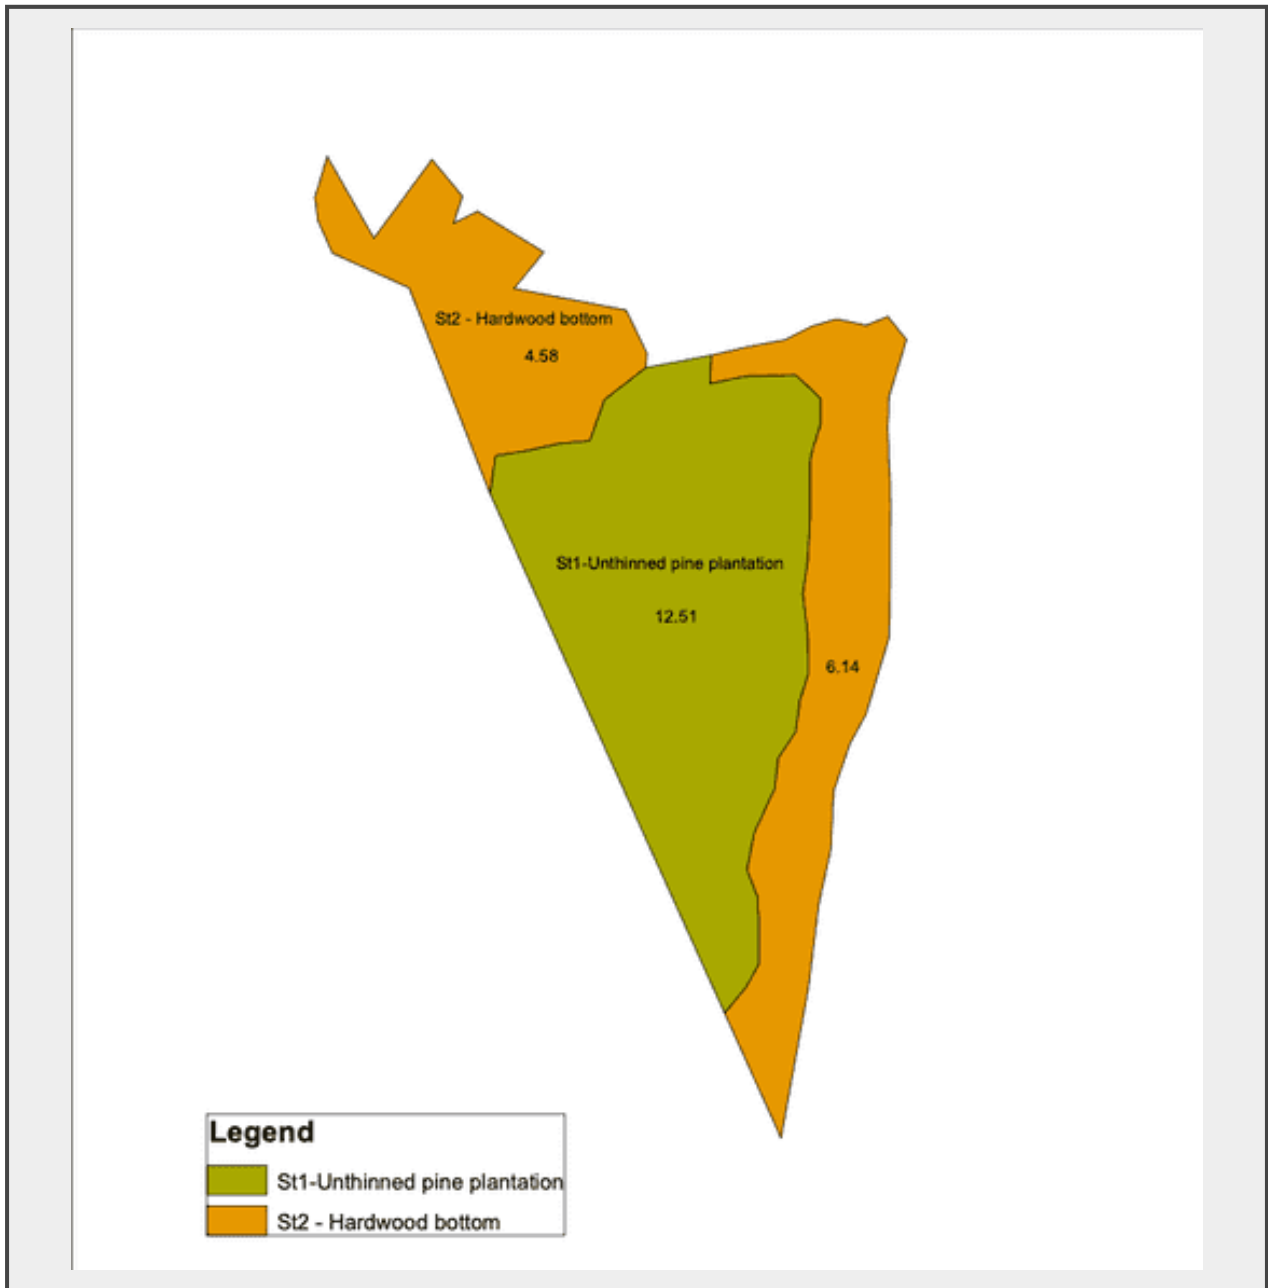 St2 - Hardwood bottom
4.58
St1-Unthinned pine plantation
12.51
6.14
Legend
St1-Unthinned pine plantation
St2 - Hardwood bottom